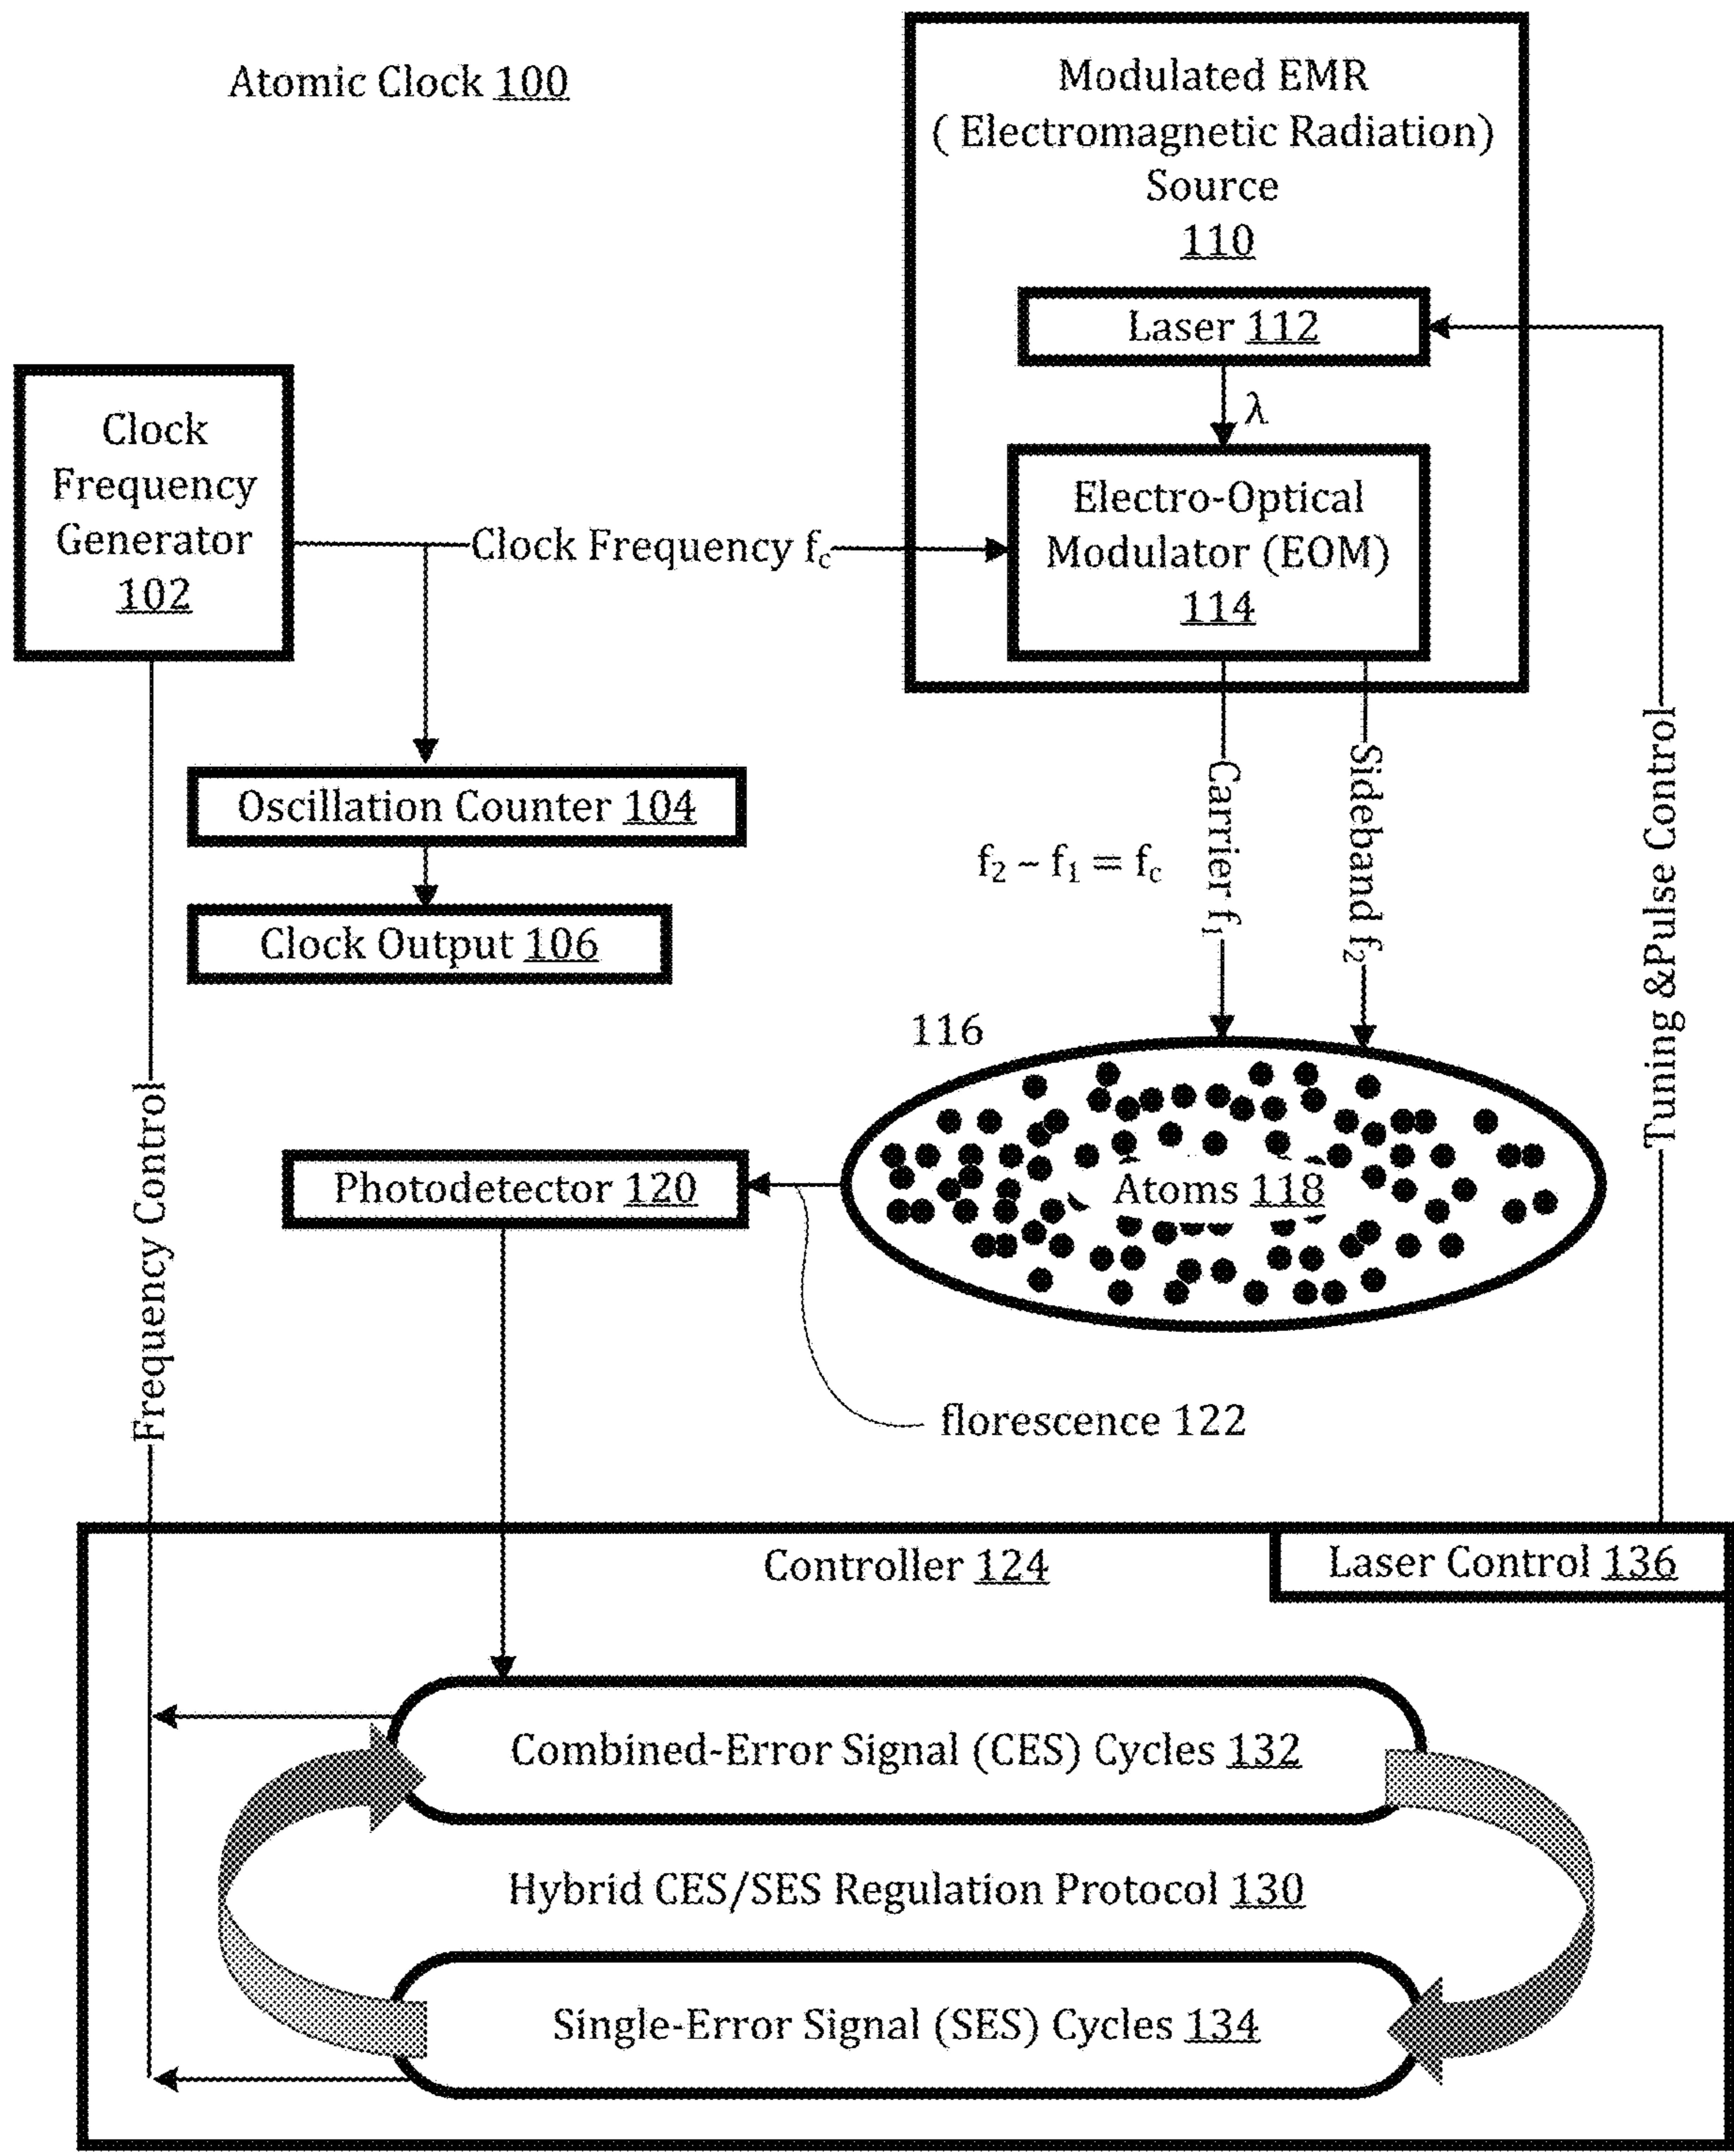 Atomic Clock 100
Modulated EMR
( Electromagnetic Radiation)
Source
110
Laser 112
λ
Clock
Frequency
Generator
102
Clock Frequency fc
Electro-Optical
Modulator (EOM)
114
Oscillation Counter 104
Clock Output 106
f2 – f1 = fc
Carrier f1
Sideband f2
Tuning &Pulse Control
Frequency Control
116
Atoms 118
Photodetector 120
florescence 122
Controller 124
Laser Control 136
Combined-Error Signal (CES) Cycles 132
Hybrid CES/SES Regulation Protocol 130
Single-Error Signal (SES) Cycles 134